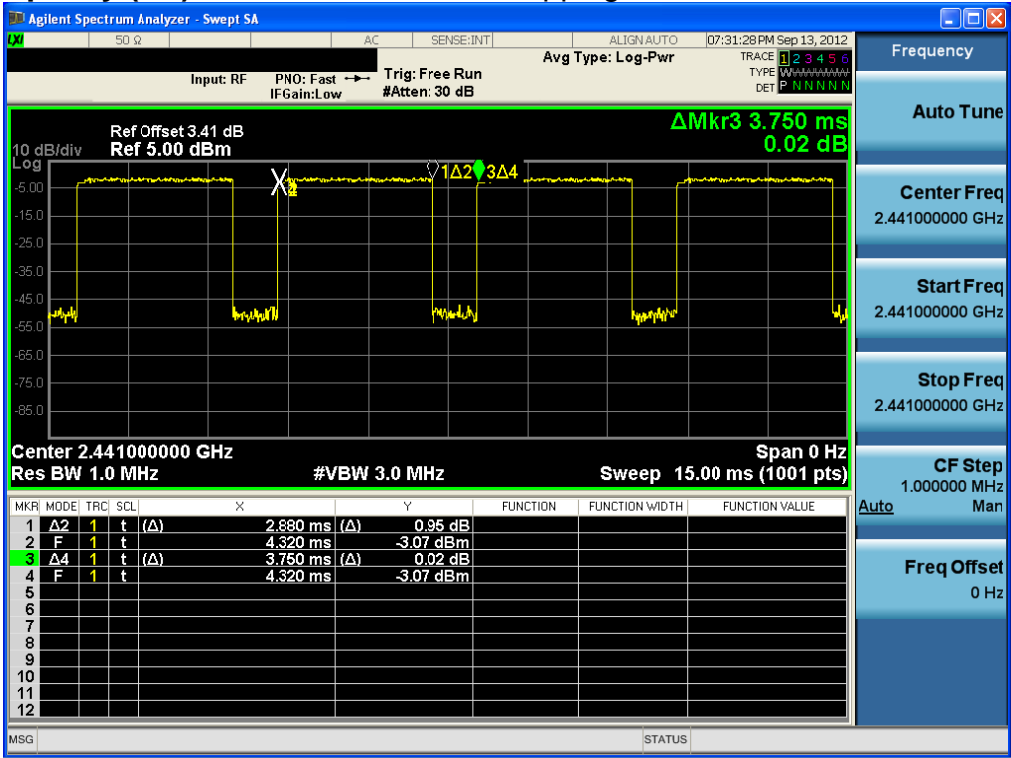 Agilent Spectrum Analyzer - Swept SA
LXI 50 Ω AC SENSE:INT ALIGN AUTO 07:31:28 PM Sep 13, 2012
Avg Type: Log-Pwr TRACE 1 2 3 4 5 6
Input: RF PNO: Fast Trig: Free Run TYPE
IFGain:Low #Atten: 30 dB DET P N N N N N
Frequency
Auto Tune
Center Freq
2.441000000 GHz
Start Freq
2.441000000 GHz
Stop Freq
2.441000000 GHz
CF Step
1.000000 MHz
Auto Man
Freq Offset
0 Hz
ΔMkr3 3.750 ms
0.02 dB
Ref Offset 3.41 dB
10 dB/div Ref 5.00 dBm
Log
1Δ2 3Δ4
-5.00
-15.0
-25.0
-35.0
-45.0
-55.0
-65.0
-75.0
-85.0
Center 2.441000000 GHz Span 0 Hz
Res BW 1.0 MHz #VBW 3.0 MHz Sweep 15.00 ms (1001 pts)
MKR MODE TRC SCL X Y FUNCTION FUNCTION WIDTH FUNCTION VALUE
1 Δ2 1 t (Δ) 2.880 ms (Δ) 0.95 dB
2 F 1 t 4.320 ms -3.07 dBm
3 Δ4 1 t (Δ) 3.750 ms (Δ) 0.02 dB
4 F 1 t 4.320 ms -3.07 dBm
5
6
7
8
9
10
11
12
MSG STATUS